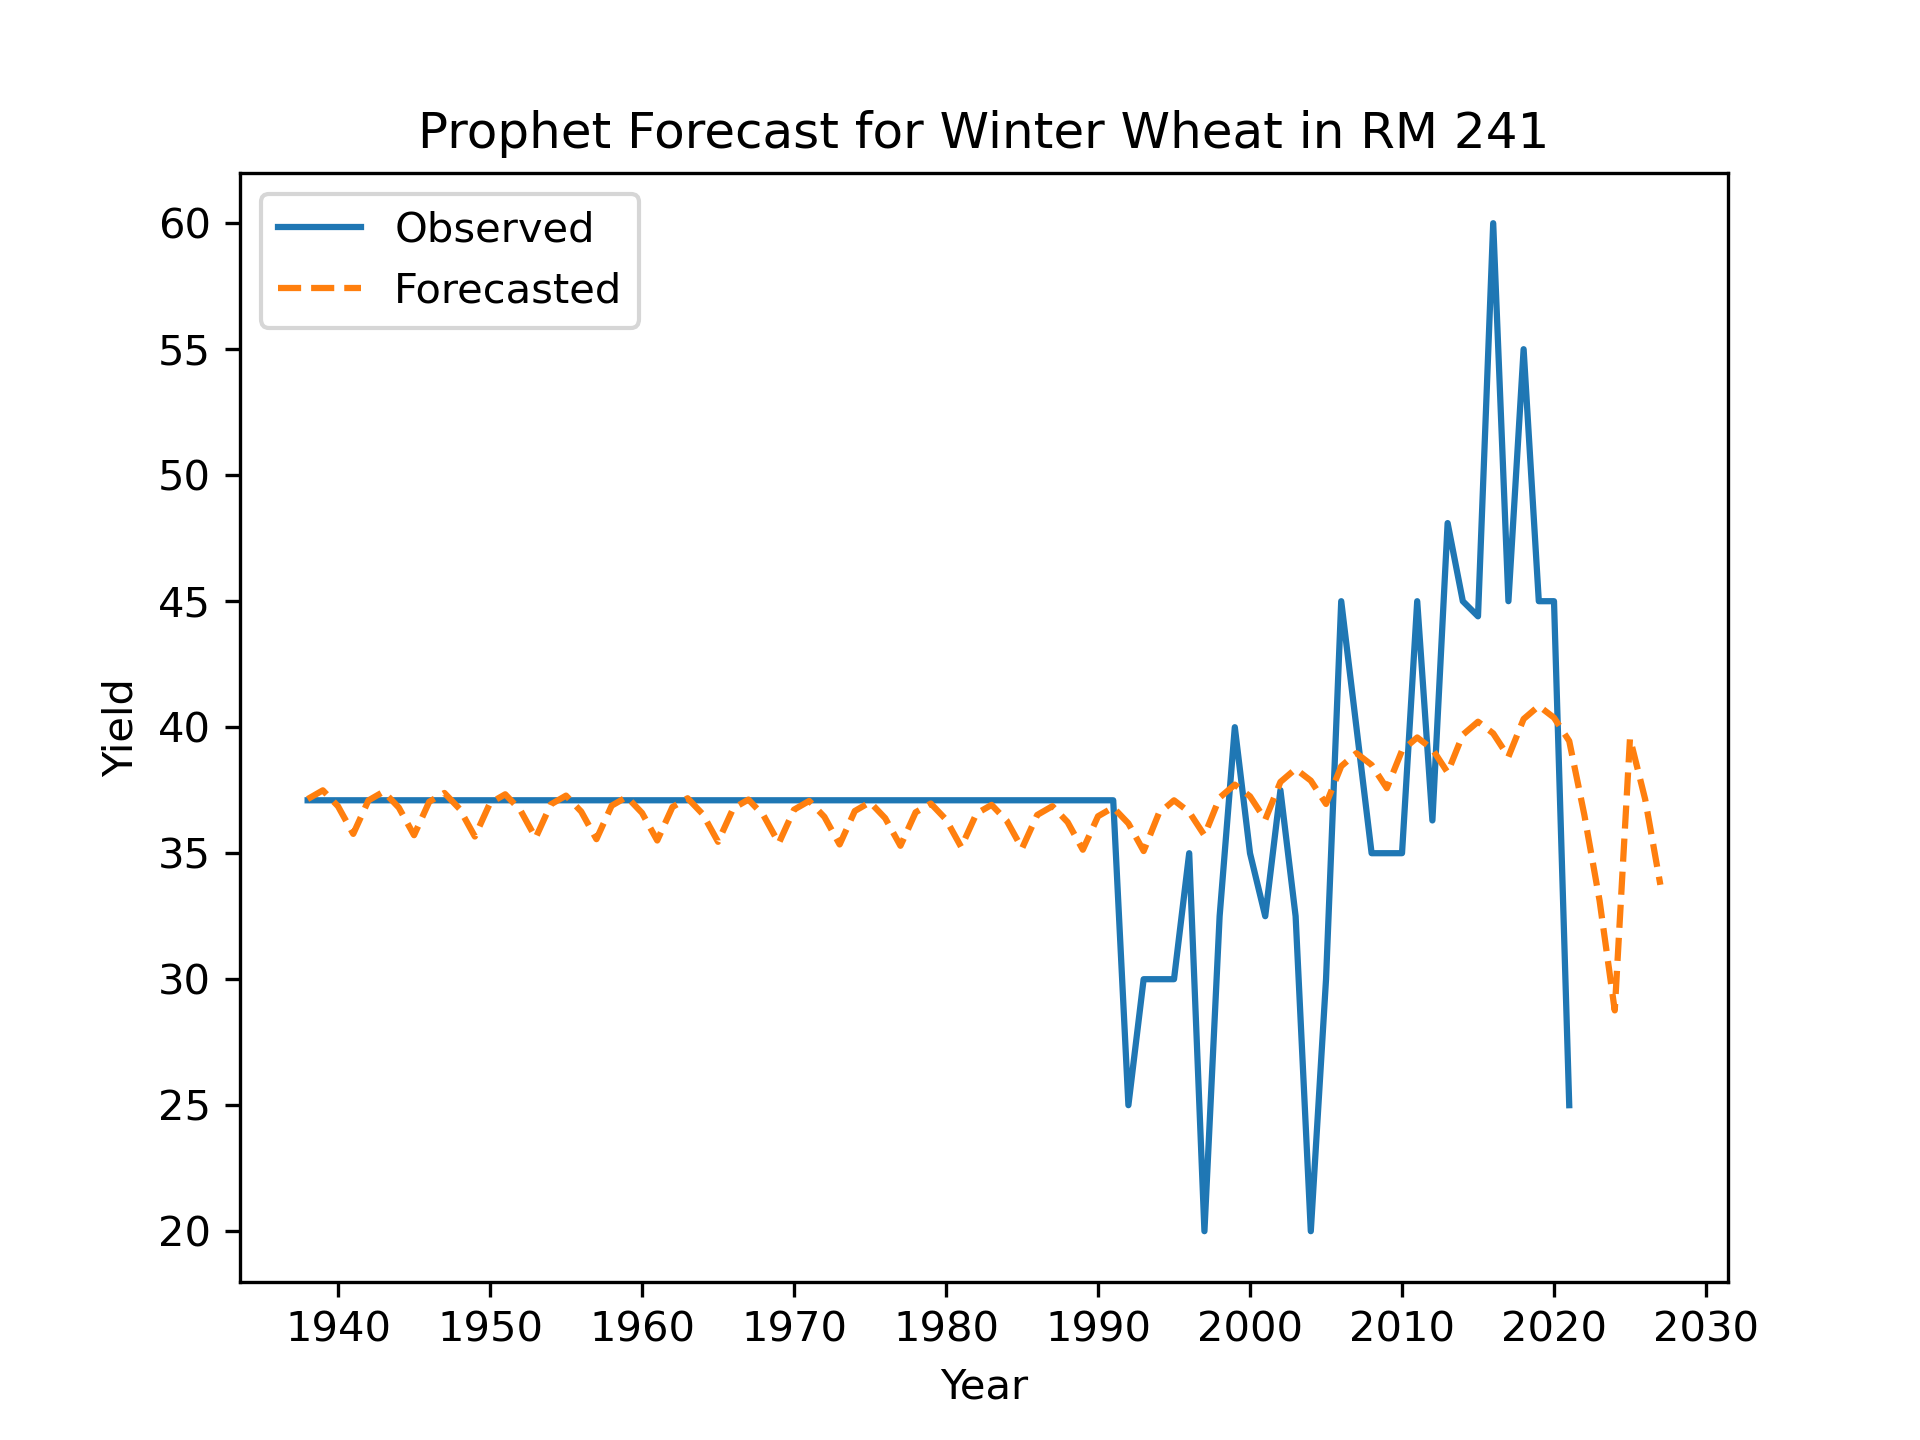 Prophet Forecast for Winter Wheat in RM 241
Observed
Forecasted
60
55
50
45
40
35
30
25
20
Yield
1940 1950 1960 1970 1980 1990 2000 2010 2020 2030
Year